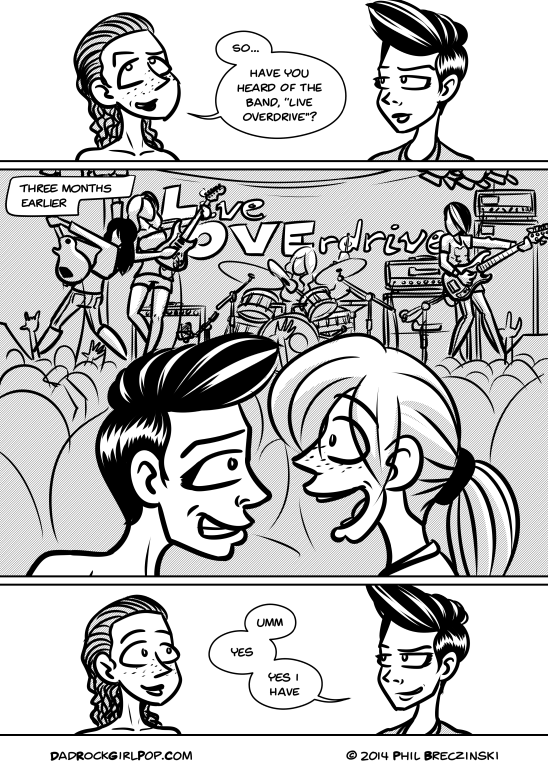 SO...
HAVE YOU
HEARD OF THE
BAND, "LIVE
OVERDRIVE"?
THREE MONTHS
EARLIER
Live
OVERdrive
UMM
YES
YES I
HAVE
DADROCKGIRLPOP.COM
© 2014 PHIL BRECZINSKI